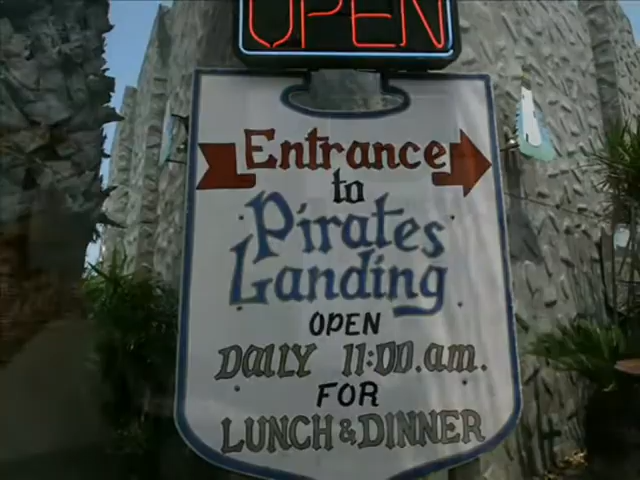 OPEN
Entrance
to
Pirates
Landing
OPEN
DaILY 11:00.a.m.
FOR
LUNCH & DINNER